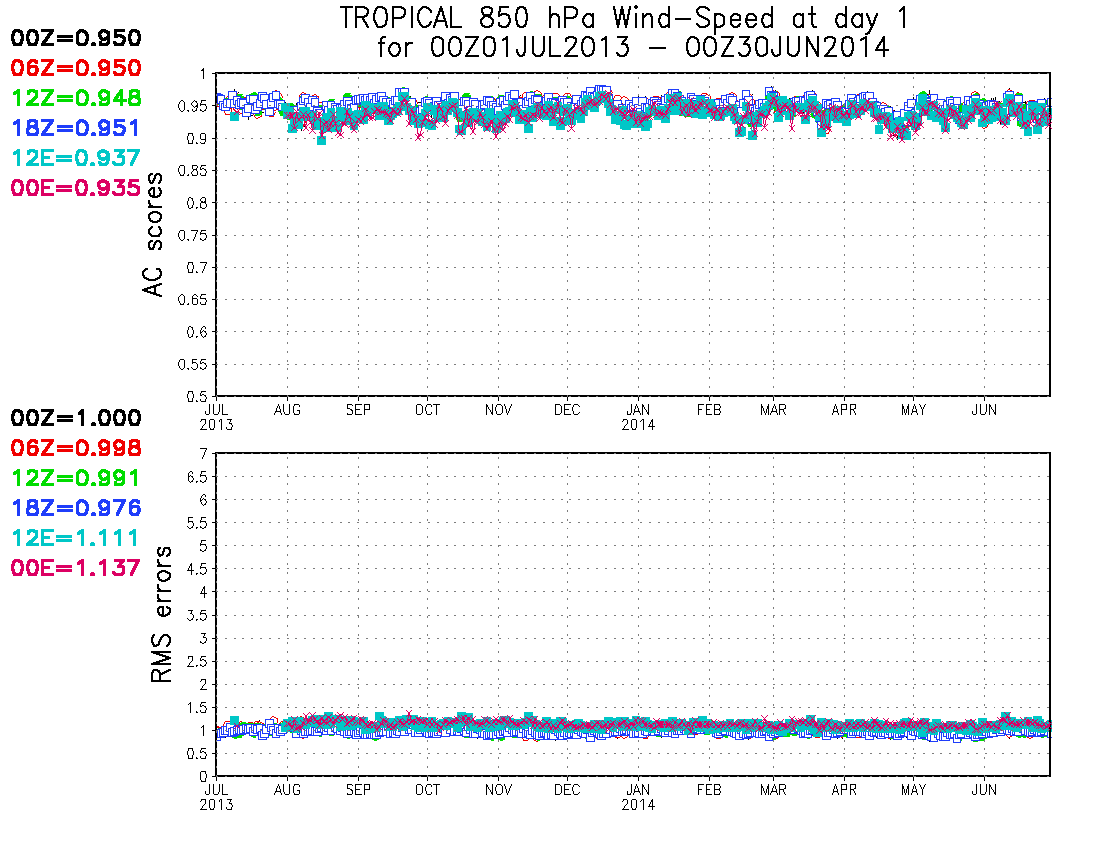 TROPICAL 850 hPa Wind-Speed at day 1
for 00Z01JUL2013 - 00Z30JUN2014
00Z=0.950
06Z=0.950
12Z=0.948
18Z=0.951
12E=0.937
00E=0.935
AC scores
1
0.95
0.9
0.85
0.8
0.75
0.7
0.65
0.6
0.55
0.5
JUL AUG SEP OCT NOV DEC JAN FEB MAR APR MAY JUN
2013 2014
00Z=1.000
06Z=0.998
12Z=0.991
18Z=0.976
12E=1.111
00E=1.137
RMS errors
7
6.5
6
5.5
5
4.5
4
3.5
3
2.5
2
1.5
1
0.5
0
JUL AUG SEP OCT NOV DEC JAN FEB MAR APR MAY JUN
2013 2014